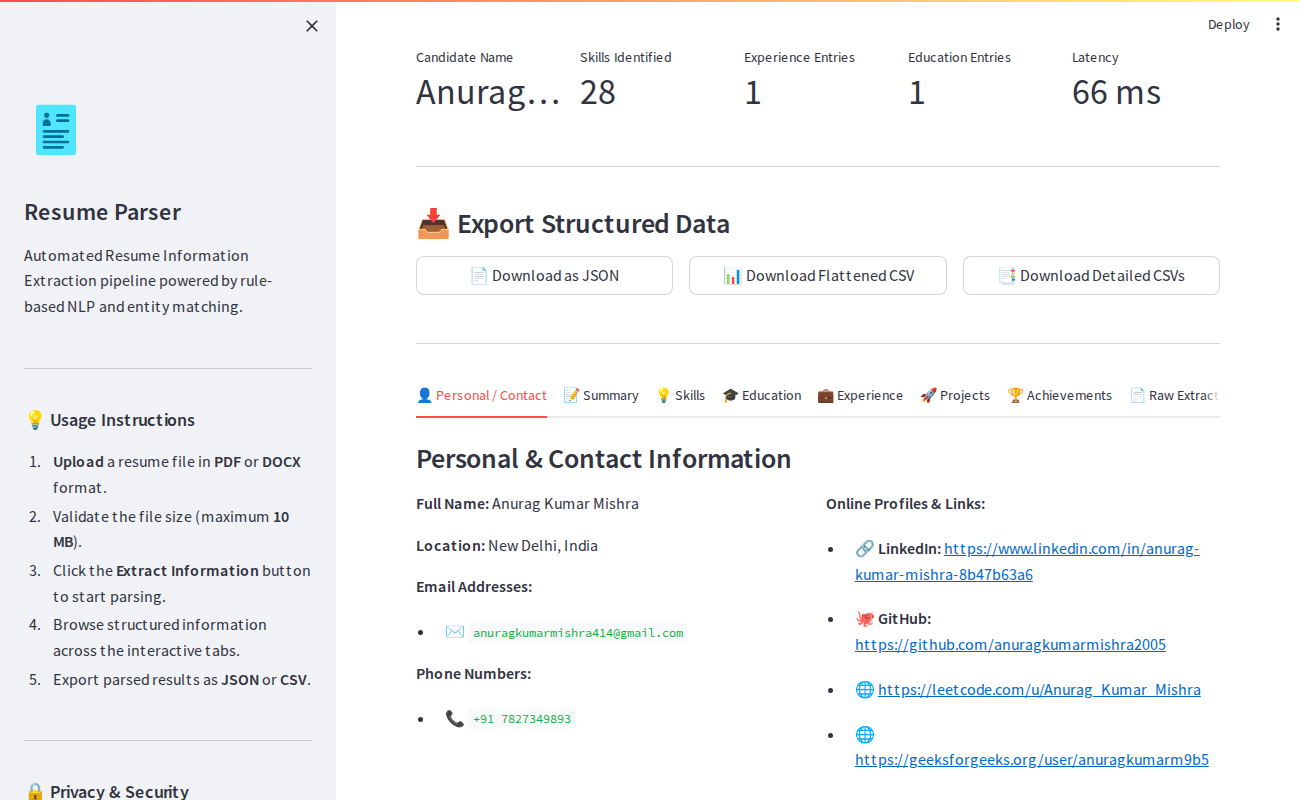 Deploy
Resume Parser
Automated Resume Information
Extraction pipeline powered by rule-
based NLP and entity matching.
💡 Usage Instructions
1. Upload a resume file in PDF or DOCX
format.
2. Validate the file size (maximum 10
MB).
3. Click the Extract Information button
to start parsing.
4. Browse structured information
across the interactive tabs.
5. Export parsed results as JSON or CSV.
🔒 Privacy & Security
Candidate Name
Anurag…
Skills Identified
28
Experience Entries
1
Education Entries
1
Latency
66 ms
📥 Export Structured Data
📄 Download as JSON
📊 Download Flattened CSV
📑 Download Detailed CSVs
👤 Personal / Contact
📝 Summary
💡 Skills
🎓 Education
💼 Experience
🚀 Projects
🏆 Achievements
📄 Raw Extract
Personal & Contact Information
Full Name: Anurag Kumar Mishra
Location: New Delhi, India
Email Addresses:
• ✉️ anuragkumarmishra414@gmail.com
Phone Numbers:
• 📞 +91 7827349893
Online Profiles & Links:
• 🔗 LinkedIn: https://www.linkedin.com/in/anurag-
kumar-mishra-8b47b63a6
• 🐙 GitHub:
https://github.com/anuragkumarmishra2005
• 🌐 https://leetcode.com/u/Anurag_Kumar_Mishra
• 🌐
https://geeksforgeeks.org/user/anuragkumarm9b5